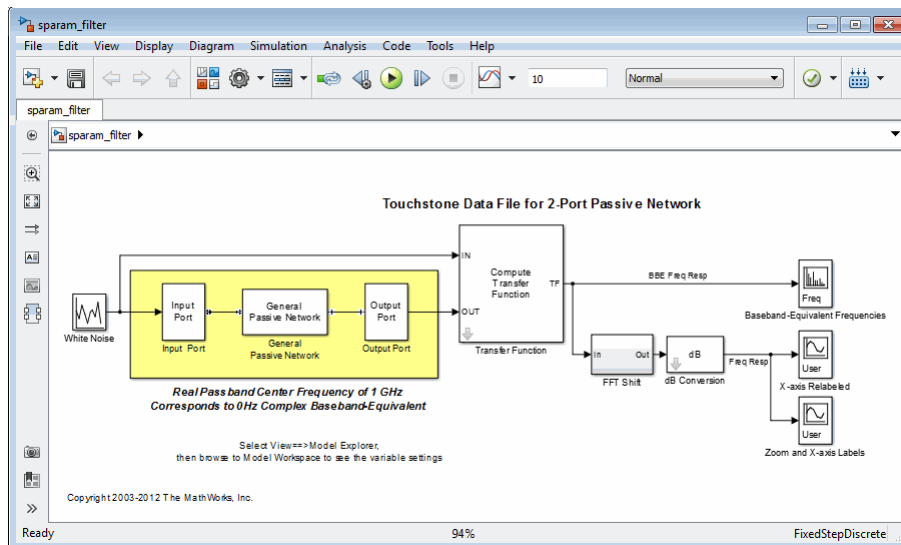 sparam_filter
File Edit View Display Diagram Simulation Analysis Code Tools Help
10
Normal
sparam_filter
sparam_filter
Touchstone Data File for 2-Port Passive Network
IN
OUT
Compute
Transfer
Function
TF
Transfer Function
BBE Freq Resp
Freq
Baseband-Equivalent Frequencies
White Noise
Input
Port
Input Port
General
Passive Network
General
Passive Network
Output
Port
Output Port
Real Passband Center Frequency of 1 GHz
Corresponds to 0Hz Complex Baseband-Equivalent
In
Out
FFT Shift
dB
dB Conversion
Freq Resp
User
X-axis Relabeled
User
Zoom and X-axis Labels
Select View==>Model Explorer,
then browse to Model Workspace to see the variable settings
Copyright 2003-2012 The MathWorks, Inc.
Ready
94%
FixedStepDiscrete